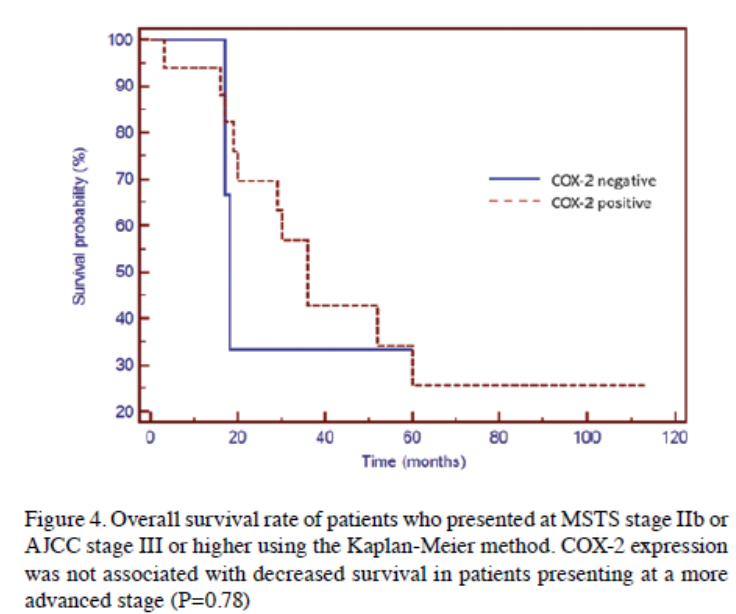 100
90
80
70
60
50
40
30
20
Survival probability (%)
COX-2 negative
COX-2 positive
0 20 40 60 80 100 120
Time (months)
Figure 4. Overall survival rate of patients who presented at MSTS stage IIb or
AJCC stage III or higher using the Kaplan-Meier method. COX-2 expression
was not associated with decreased survival in patients presenting at a more
advanced stage (P=0.78)